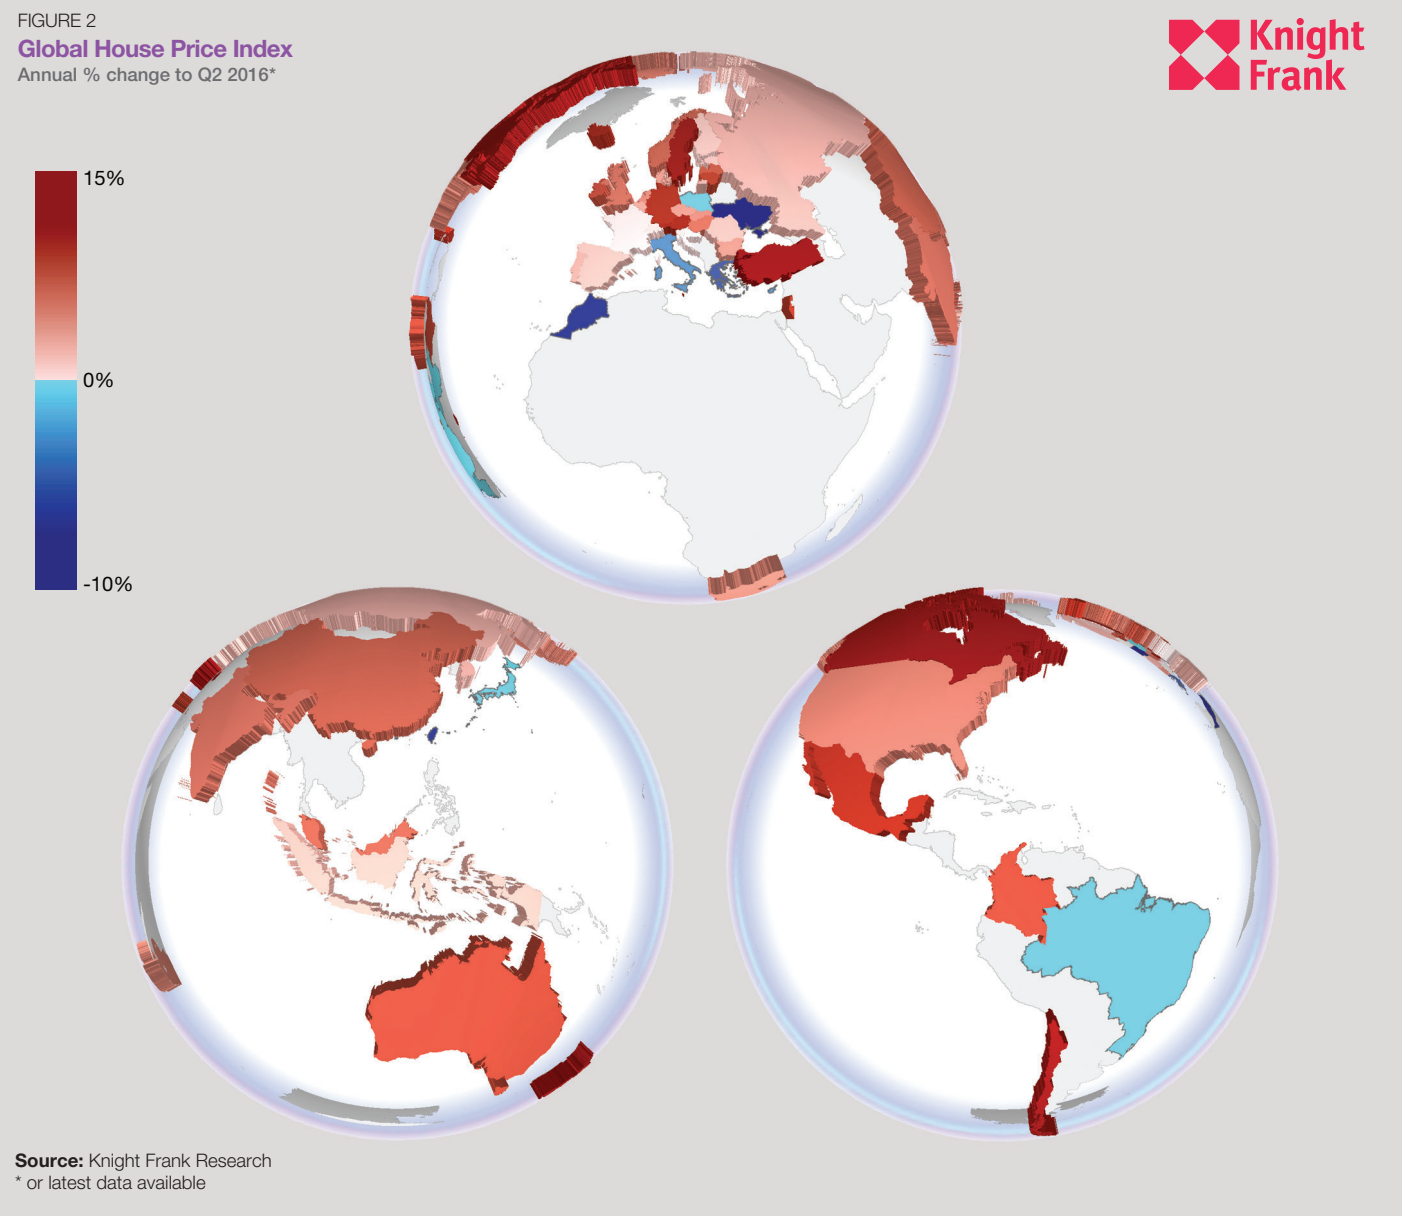 FIGURE 2
Global House Price Index
Annual % change to Q2 2016*
Knight
Frank
15%
0%
-10%
Source: Knight Frank Research
* or latest data available